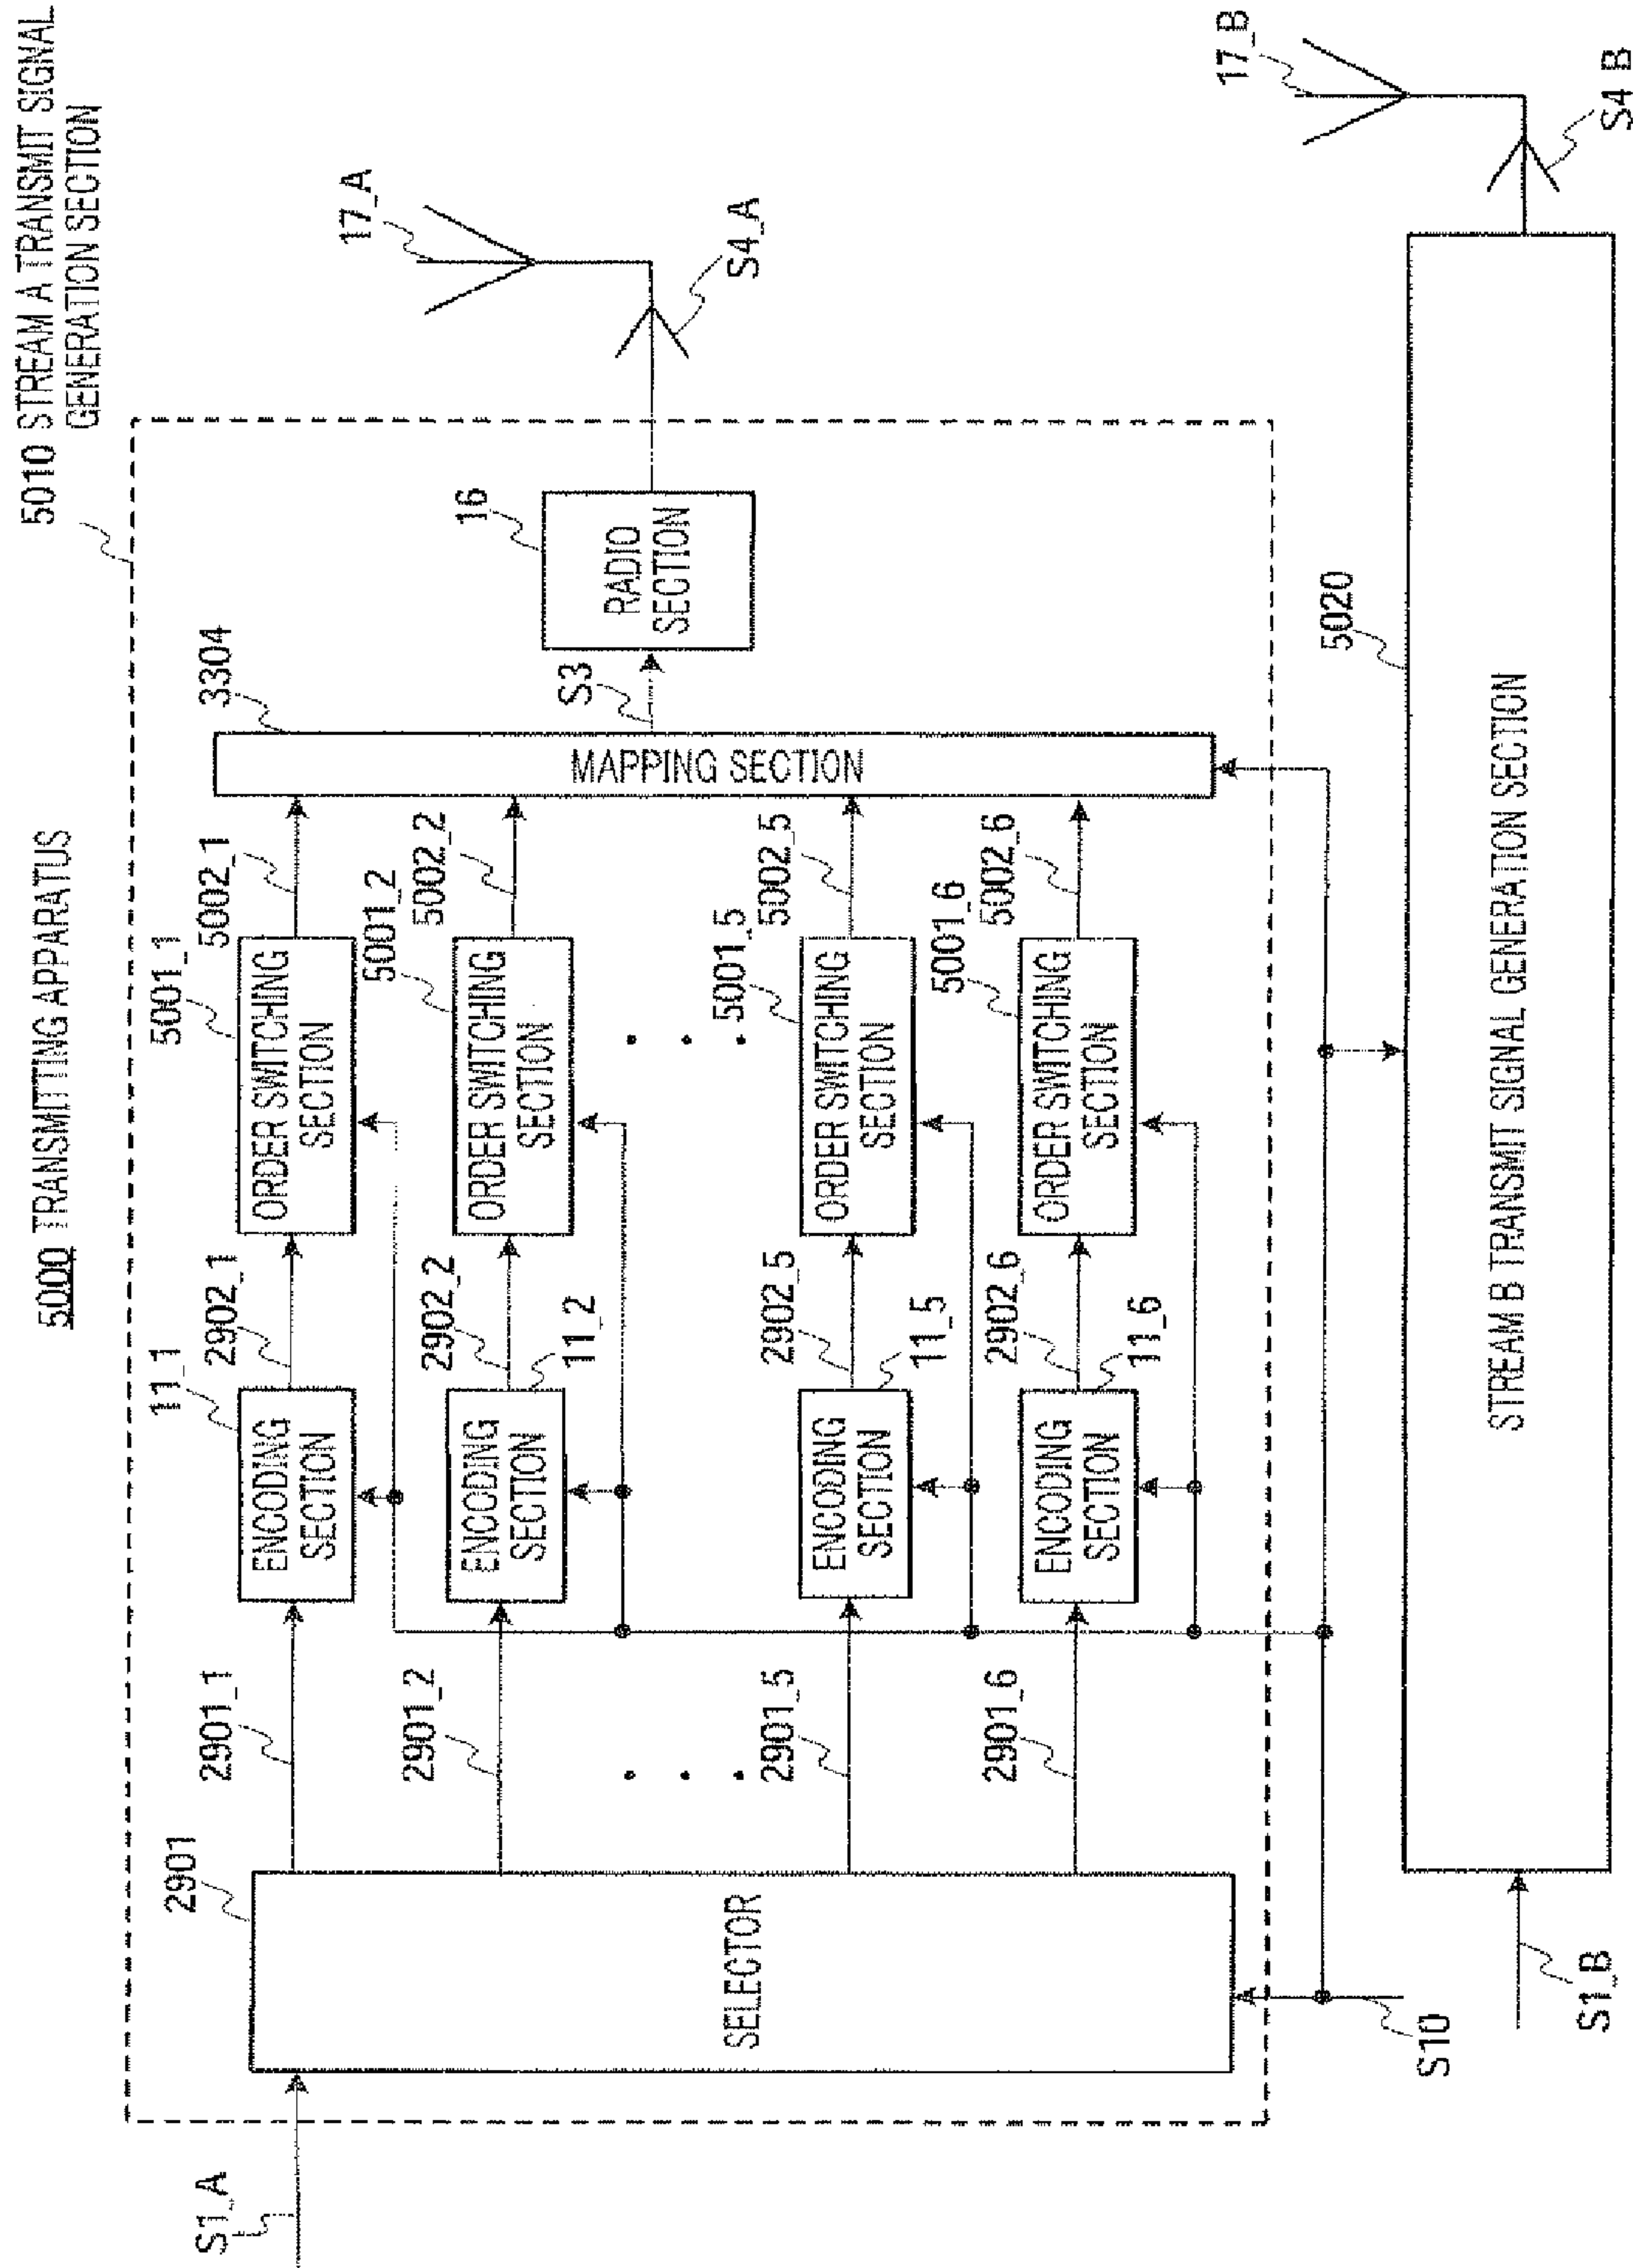 5000 TRANSMITTING APPARATUS
5010 STREAM A TRANSMIT SIGNAL
GENERATION SECTION
S1_A
2901
SELECTOR
2901_1
11_1
ENCODING
SECTION
2902_1
5001_1
ORDER SWITCHING
SECTION
5002_1
3304
MAPPING SECTION
S3
16
RADIO
SECTION
17_A
S4_A
2901_2
ENCODING
SECTION
11_2
2902_2
ORDER SWITCHING
SECTION
5001_2
5002_2
. . .
. . .
2901_5
ENCODING
SECTION
11_5
2902_5
5001_5
ORDER SWITCHING
SECTION
5002_5
2901_6
ENCODING
SECTION
11_6
2902_6
5001_6
ORDER SWITCHING
SECTION
5002_6
S10
S1_B
5020
STREAM B TRANSMIT SIGNAL GENERATION SECTION
17_B
S4_B